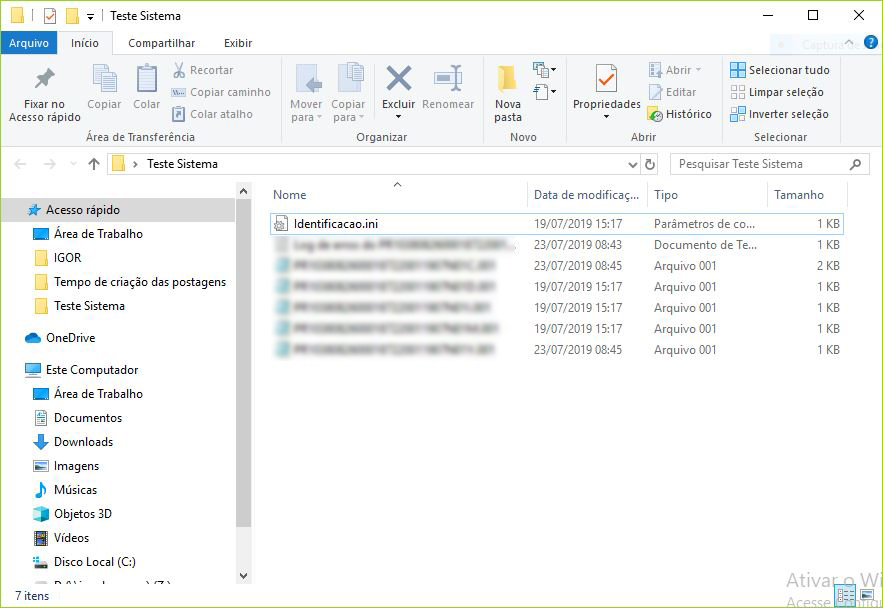 Teste Sistema
Arquivo Início Compartilhar Exibir
Fixar no Acesso rápido
Copiar
Colar
Recortar
Copiar caminho
Colar atalho
Área de Transferência
Mover para
Copiar para
Excluir
Renomear
Organizar
Nova pasta
Novo
Propriedades
Abrir
Editar
Histórico
Abrir
Selecionar tudo
Limpar seleção
Inverter seleção
Selecionar
Teste Sistema
Pesquisar Teste Sistema
Acesso rápido
Área de Trabalho
IGOR
Tempo de criação das postagens
Teste Sistema
OneDrive
Este Computador
Área de Trabalho
Documentos
Downloads
Imagens
Músicas
Objetos 3D
Vídeos
Disco Local (C:)
Nome Data de modificaç... Tipo Tamanho
Identificacao.ini 19/07/2019 15:17 Parâmetros de co... 1 KB
23/07/2019 08:43 Documento de Te... 1 KB
23/07/2019 08:45 Arquivo 001 2 KB
19/07/2019 15:17 Arquivo 001 1 KB
19/07/2019 15:17 Arquivo 001 1 KB
19/07/2019 15:17 Arquivo 001 1 KB
23/07/2019 08:45 Arquivo 001 1 KB
7 itens
Ativar o Wi